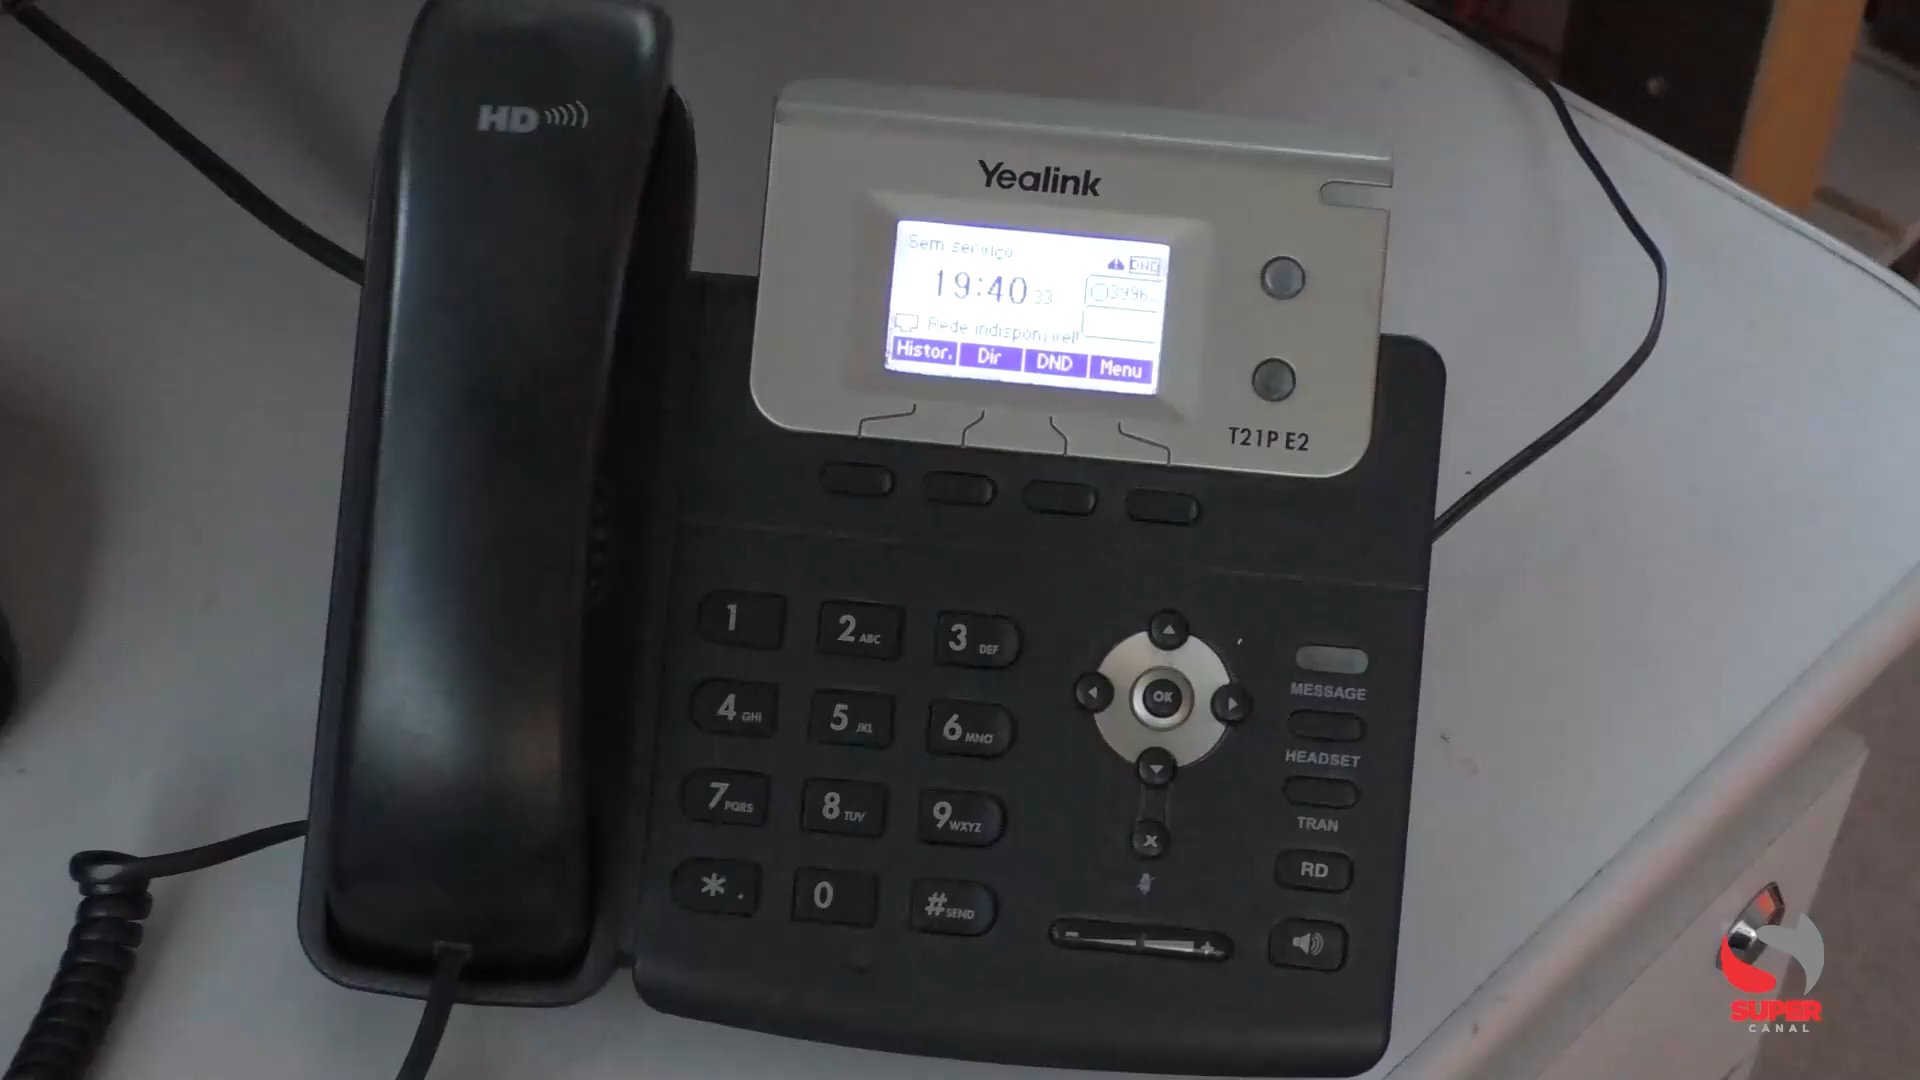 HD
Yealink
Sem serviço
DND
19:40 33
3996..
Rede indisponível!
Histor. Dir DND Menu
T21P E2
1 2 ABC 3 DEF
4 GHI 5 JKL 6 MNO
7 PQRS 8 TUV 9 WXYZ
* . 0 # SEND
OK
X
MESSAGE
HEADSET
TRAN
RD
- +
SUPER
CANAL